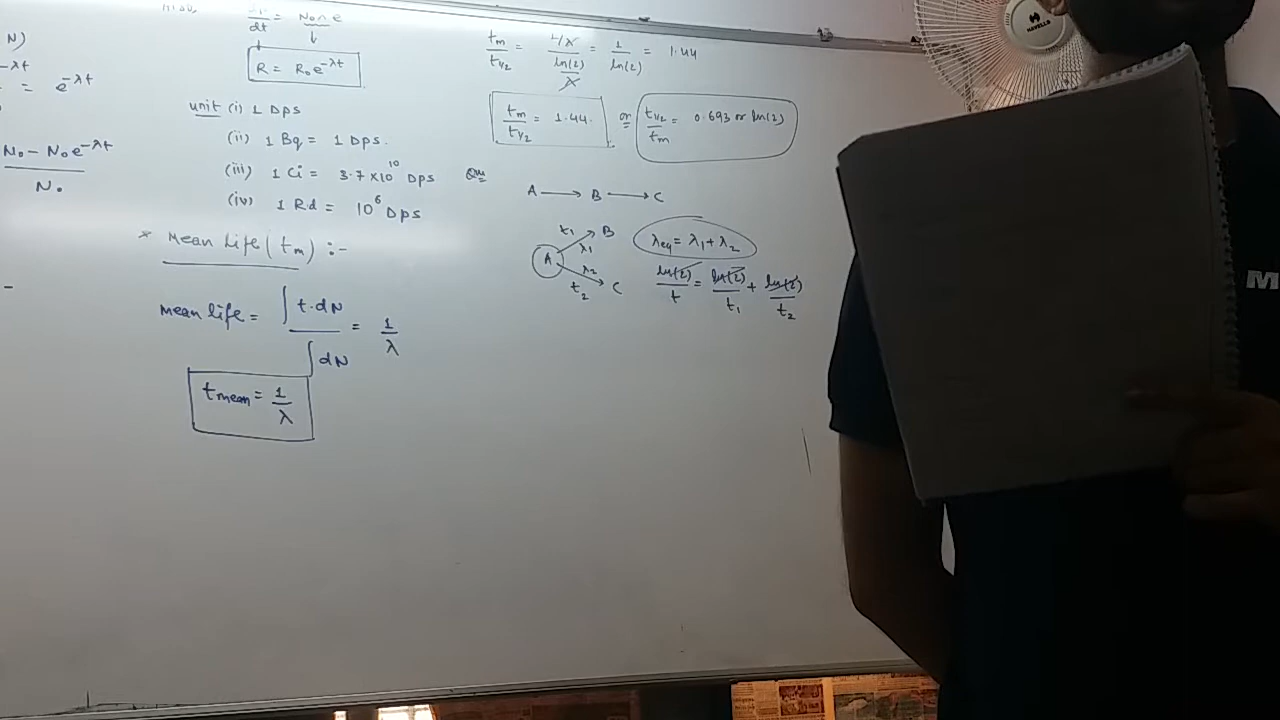 N)
-λt = e^-λt
N₀ - N₀e^-λt
N₀
dt = N₀ e
R = R₀e^-λt
unit (i) 1 Dps
(ii) 1 Bq = 1 Dps.
(iii) 1 Ci = 3.7 × 10^10 Dps
(iv) 1 Rd = 10^6 Dps
* Mean Life (tm) :-
mean life = ∫t.dN / ∫dN = 1/λ
tmean = 1/λ
tm/t1/2 = 1/λ / ln(2)/λ = 1/ln(2) = 1.44
tm/t1/2 = 1.44. or t1/2/tm = 0.693 or ln(2)
Qu
A → B → C
t₁ B
A λ₁
λ₂
t₂ C
λeq = λ₁ + λ₂
ln(2)/t = ln(2)/t₁ + ln(2)/t₂
HAVELLS
M